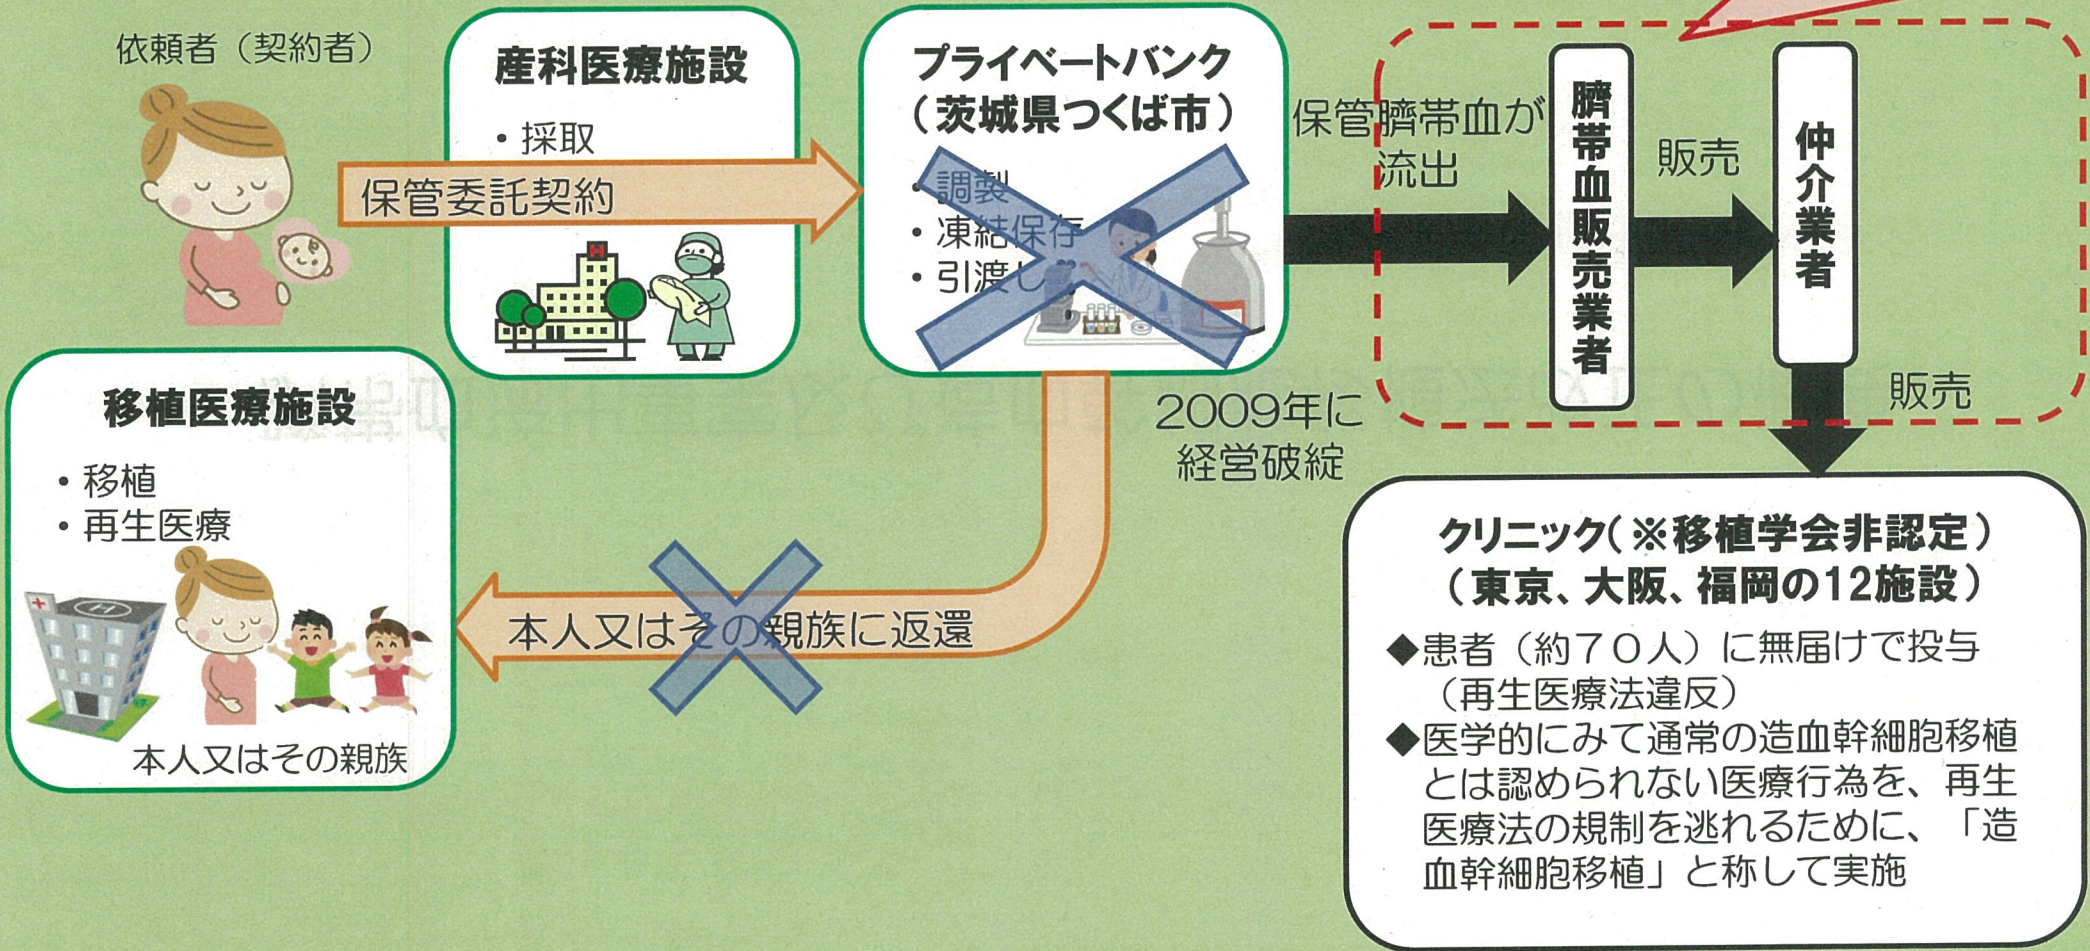 依頼者（契約者）
産科医療施設
・採取
保管委託契約
プライベートバンク
（茨城県つくば市）
・調製
・凍結保存
・引渡し
保管臍帯血が
流出
臍帯血販売業者
販売
仲介業者
販売
2009年に
経営破綻
本人又はその親族に返還
移植医療施設
・移植
・再生医療
本人又はその親族
クリニック（※移植学会非認定）
（東京、大阪、福岡の12施設）
◆患者（約７０人）に無届けで投与
（再生医療法違反）
◆医学的にみて通常の造血幹細胞移植
とは認められない医療行為を、再生
医療法の規制を逃れるために、「造
血幹細胞移植」と称して実施